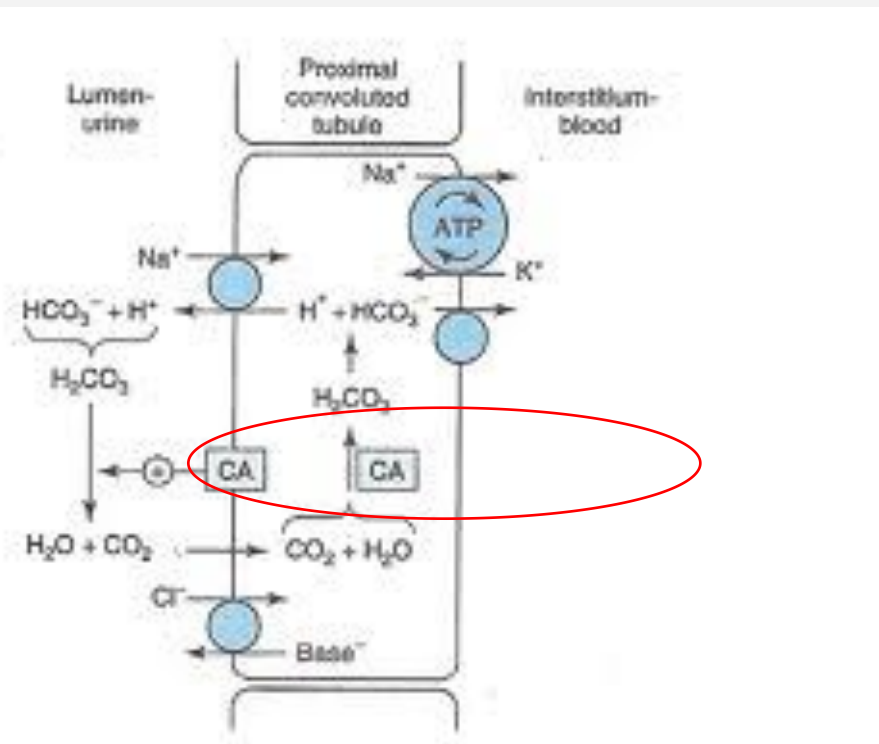 Lumen-
urine
Proximal
convoluted
tubule
Interstitium-
blood
Na⁺
ATP
K⁺
Na⁺
HCO₃⁻ + H⁺
H⁺ + HCO₃⁻
H₂CO₃
H₂CO₃
+
CA
CA
H₂O + CO₂
CO₂ + H₂O
Cl⁻
Base⁻